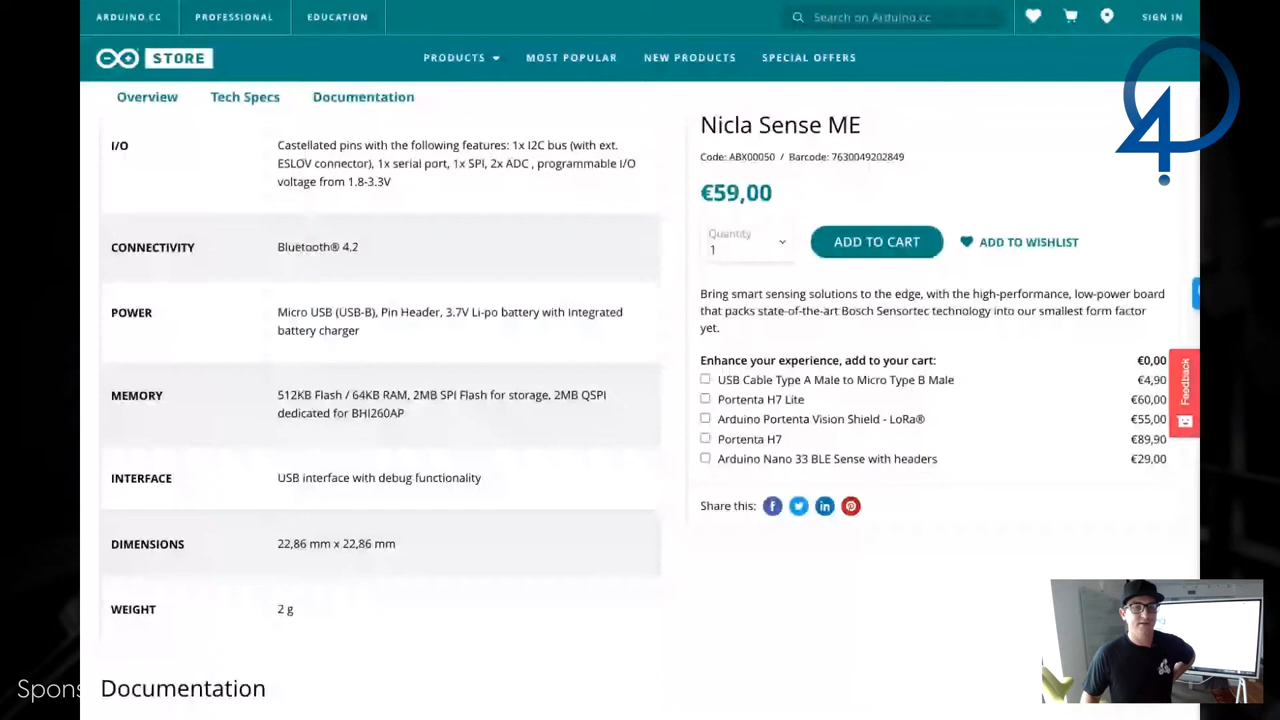 ARDUINO.CC
PROFESSIONAL
EDUCATION
Search on Arduino.cc
SIGN IN
STORE
PRODUCTS
MOST POPULAR
NEW PRODUCTS
SPECIAL OFFERS
Overview
Tech Specs
Documentation
I/O
Castellated pins with the following features: 1x I2C bus (with ext.
ESLOV connector), 1x serial port, 1x SPI, 2x ADC , programmable I/O
voltage from 1.8-3.3V
CONNECTIVITY
Bluetooth® 4.2
POWER
Micro USB (USB-B), Pin Header, 3.7V Li-po battery with Integrated
battery charger
MEMORY
512KB Flash / 64KB RAM, 2MB SPI Flash for storage, 2MB QSPI
dedicated for BHI260AP
INTERFACE
USB interface with debug functionality
DIMENSIONS
22,86 mm x 22,86 mm
WEIGHT
2 g
Spons
Documentation
Nicla Sense ME
Code: ABX00050 / Barcode: 7630049202849
€59,00
Quantity
1
ADD TO CART
ADD TO WISHLIST
Bring smart sensing solutions to the edge, with the high-performance, low-power board
that packs state-of-the-art Bosch Sensortec technology into our smallest form factor
yet.
Enhance your experience, add to your cart: €0,00
USB Cable Type A Male to Micro Type B Male €4,90
Portenta H7 Lite €60,00
Arduino Portenta Vision Shield - LoRa® €55,00
Portenta H7 €89,90
Arduino Nano 33 BLE Sense with headers €29,00
Share this:
Feedback
4